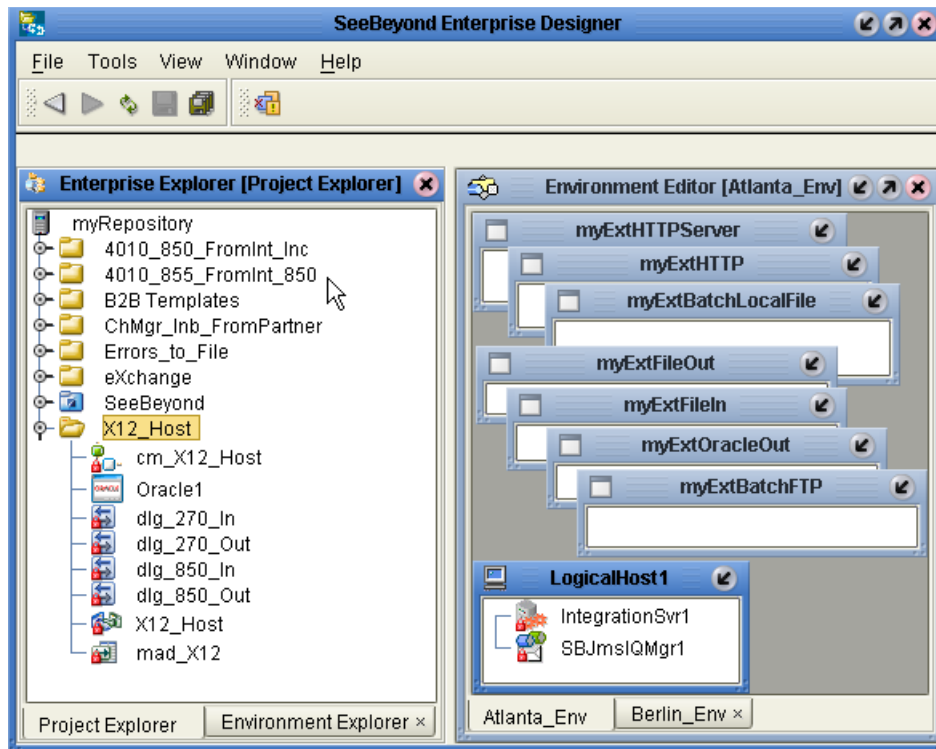 SeeBeyond Enterprise Designer
File Tools View Window Help
Enterprise Explorer [Project Explorer]
myRepository
4010_850_FromInt_Inc
4010_855_FromInt_850
B2B Templates
ChMgr_Inb_FromPartner
Errors_to_File
eXchange
SeeBeyond
X12_Host
cm_X12_Host
ORACLE Oracle1
dlg_270_In
dlg_270_Out
dlg_850_In
dlg_850_Out
X12_Host
mad_X12
Project Explorer
Environment Explorer ×
Environment Editor [Atlanta_Env]
myExtHTTPServer
myExtHTTP
myExtBatchLocalFile
myExtFileOut
myExtFileIn
myExtOracleOut
myExtBatchFTP
LogicalHost1
IntegrationSvr1
SBJmsIQMgr1
Atlanta_Env
Berlin_Env ×